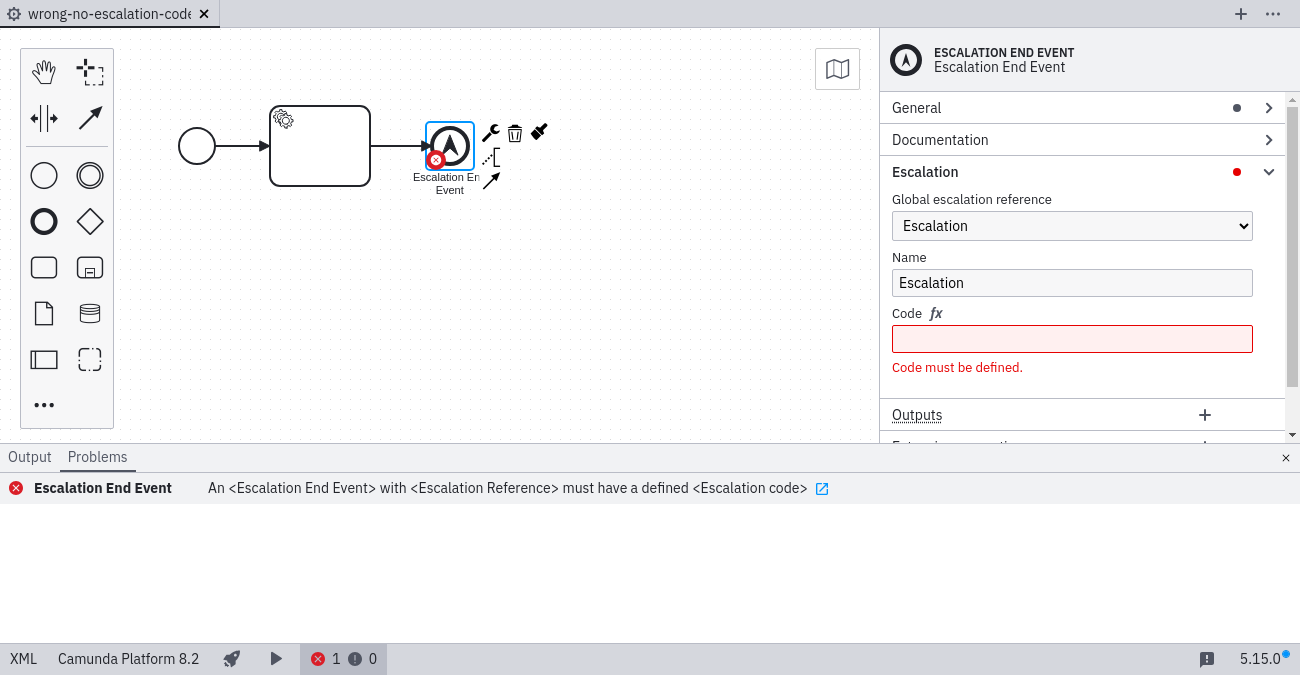 wrong-no-escalation-code
ESCALATION END EVENT
Escalation End Event
General
Documentation
Escalation
Global escalation reference
Escalation
Name
Escalation
Code fx
Code must be defined.
Outputs
Escalation En
Event
Output Problems
Escalation End Event An <Escalation End Event> with <Escalation Reference> must have a defined <Escalation code>
XML Camunda Platform 8.2 1 0 5.15.0